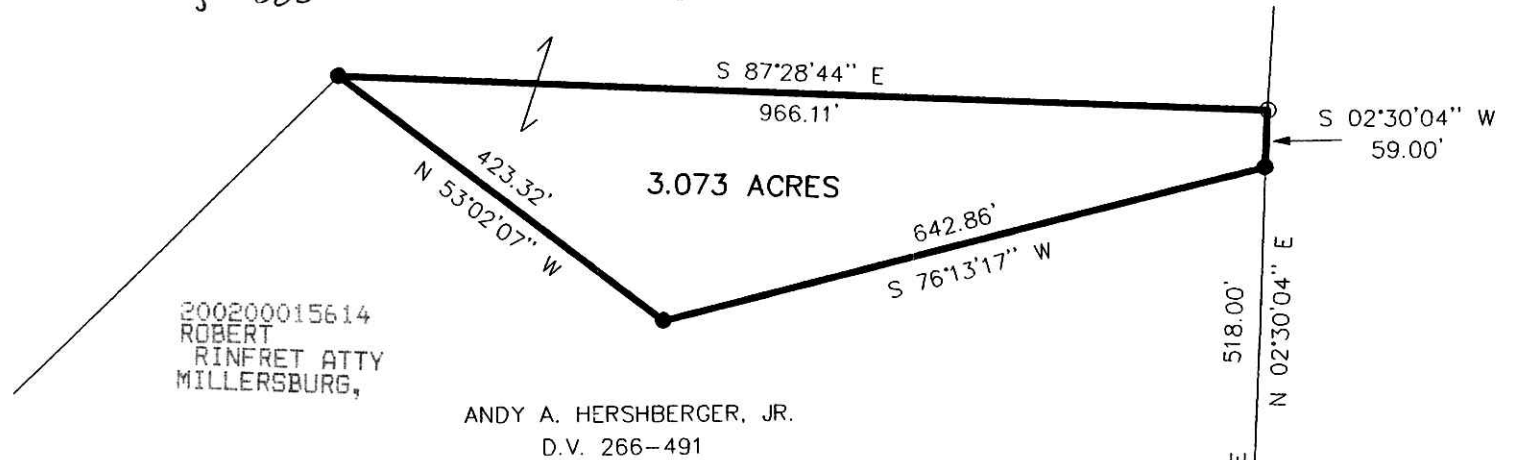 S 87°28'44" E
966.11'
S 02°30'04" W
59.00'
423.32'
N 53°02'07" W
3.073 ACRES
642.86'
S 76°13'17" W
518.00'
N 02°30'04" E
200200015614
ROBERT
RINFRET ATTY
MILLERSBURG,
ANDY A. HERSHBERGER, JR.
D.V. 266-491
E